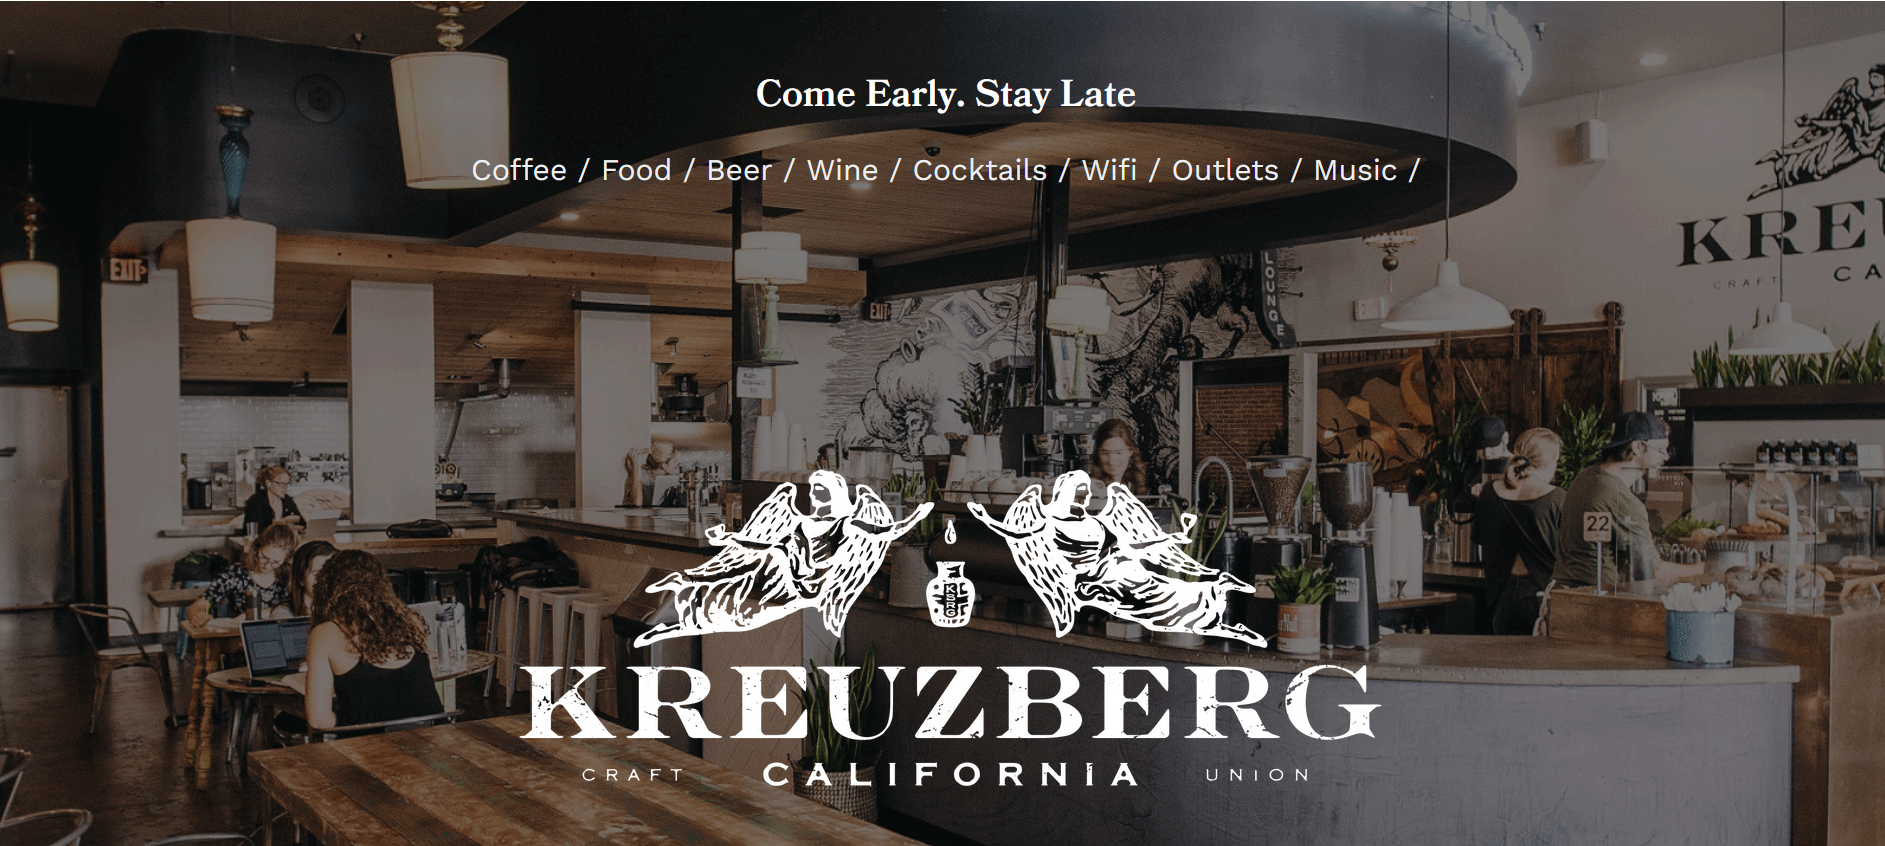 Come Early. Stay Late
Coffee / Food / Beer / Wine / Cocktails / Wifi / Outlets / Music /
EXIT
EXIT
LOUNGE
KREU
CRAFT
CA
22
KSRG
KREUZBERG
CRAFT CALIFORNIA UNION